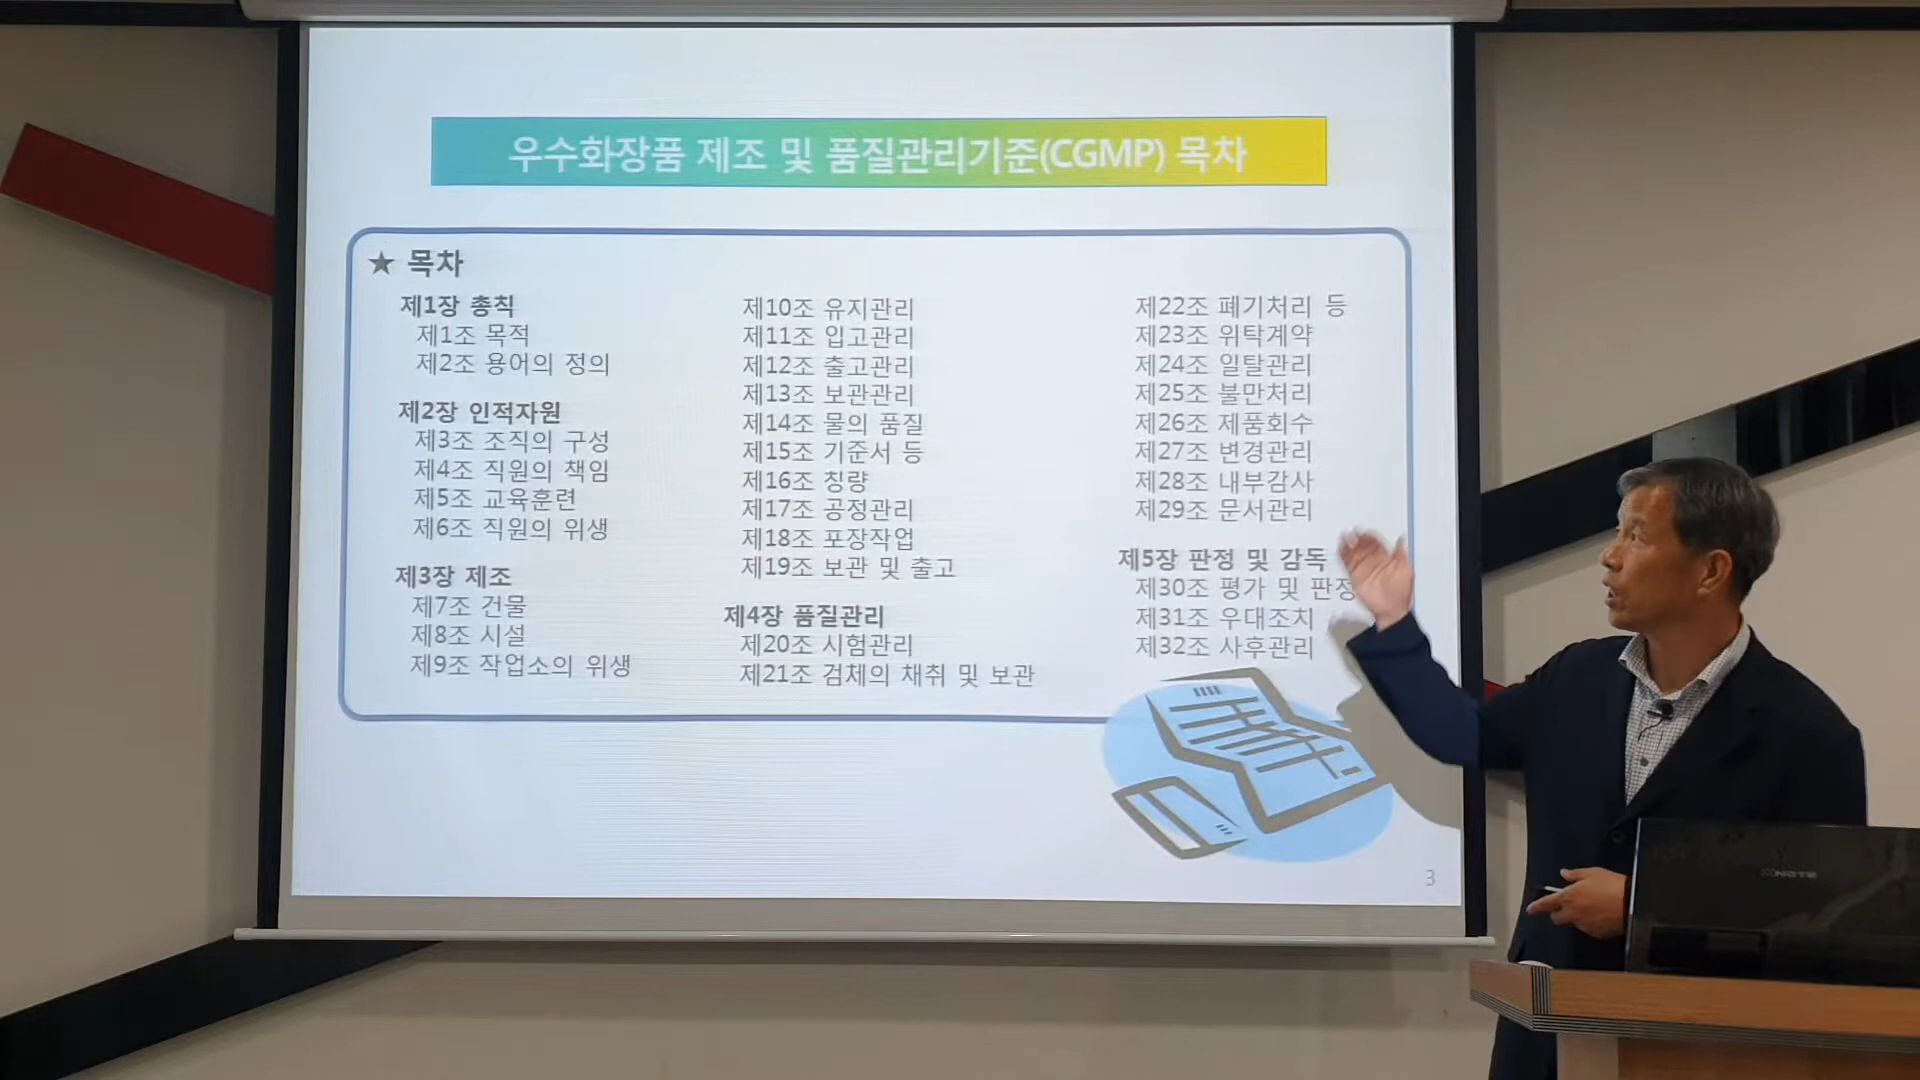 우수화장품 제조 및 품질관리기준(CGMP) 목차
★ 목차
제1장 총칙
제1조 목적
제2조 용어의 정의
제2장 인적자원
제3조 조직의 구성
제4조 직원의 책임
제5조 교육훈련
제6조 직원의 위생
제3장 제조
제7조 건물
제8조 시설
제9조 작업소의 위생
제10조 유지관리
제11조 입고관리
제12조 출고관리
제13조 보관관리
제14조 물의 품질
제15조 기준서 등
제16조 칭량
제17조 공정관리
제18조 포장작업
제19조 보관 및 출고
제4장 품질관리
제20조 시험관리
제21조 검체의 채취 및 보관
제22조 폐기처리 등
제23조 위탁계약
제24조 일탈관리
제25조 불만처리
제26조 제품회수
제27조 변경관리
제28조 내부감사
제29조 문서관리
제5장 판정 및 감독
제30조 평가 및 판정
제31조 우대조치
제32조 사후관리
3